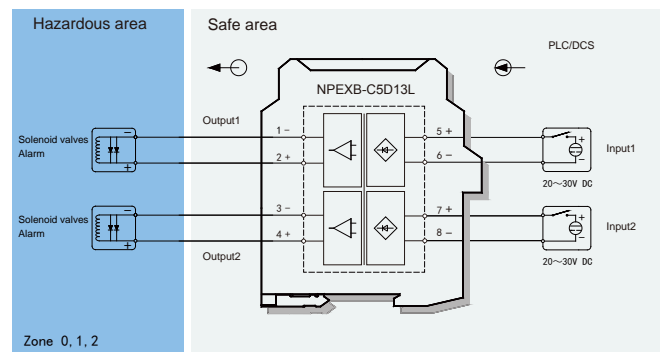 Hazardous area
Safe area
PLC/DCS
NPEXB-C5D13L
Output1
1 −
5 +
−
+
Solenoid valves
Alarm
+
2 +
6 −
−
Input1
20～30V DC
3 −
7 +
−
+
Solenoid valves
Alarm
+
4 +
8 −
−
Input2
Output2
20～30V DC
Zone 0, 1, 2